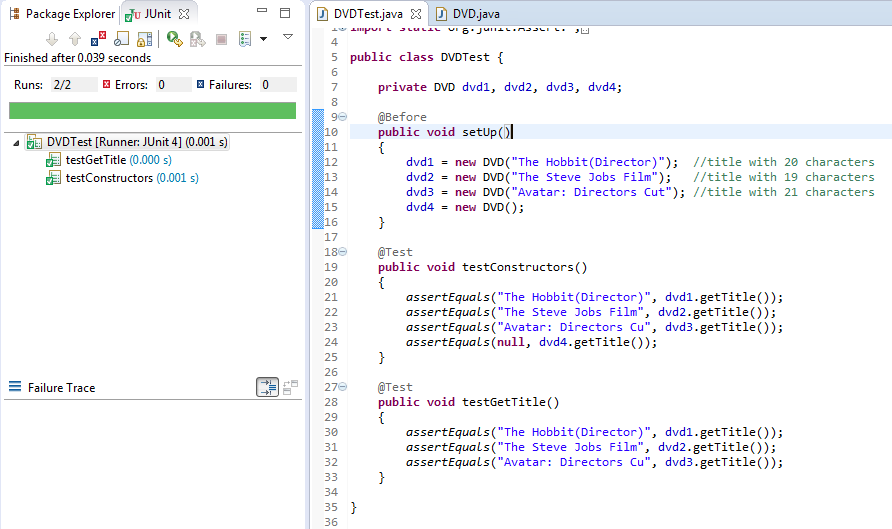 Package Explorer JUnit
Finished after 0.039 seconds
Runs: 2/2 Errors: 0 Failures: 0
DVDTest [Runner: JUnit 4] (0.001 s)
testGetTitle (0.000 s)
testConstructors (0.001 s)
Failure Trace
DVDTest.java DVD.java
import static org.junit.Assert.*;
4
5 public class DVDTest {
6
7 private DVD dvd1, dvd2, dvd3, dvd4;
8
9 @Before
10 public void setUp()
11 {
12 dvd1 = new DVD("The Hobbit(Director)"); //title with 20 characters
13 dvd2 = new DVD("The Steve Jobs Film"); //title with 19 characters
14 dvd3 = new DVD("Avatar: Directors Cut"); //title with 21 characters
15 dvd4 = new DVD();
16 }
17
18 @Test
19 public void testConstructors()
20 {
21 assertEquals("The Hobbit(Director)", dvd1.getTitle());
22 assertEquals("The Steve Jobs Film", dvd2.getTitle());
23 assertEquals("Avatar: Directors Cu", dvd3.getTitle());
24 assertEquals(null, dvd4.getTitle());
25 }
26
27 @Test
28 public void testGetTitle()
29 {
30 assertEquals("The Hobbit(Director)", dvd1.getTitle());
31 assertEquals("The Steve Jobs Film", dvd2.getTitle());
32 assertEquals("Avatar: Directors Cu", dvd3.getTitle());
33 }
34
35 }
36